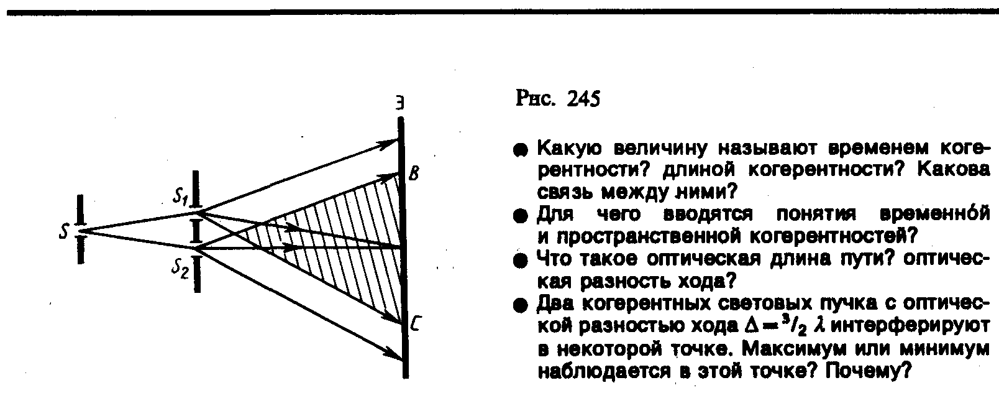 Э
Рис. 245
S₁
B
S
S₂
C
● Какую величину называют временем коге-
рентности? длиной когерентности? Какова
связь между ними?
● Для чего вводятся понятия временно́й
и пространственной когерентностей?
● Что такое оптическая длина пути? оптичес-
кая разность хода?
● Два когерентных световых пучка с оптичес-
кой разностью хода Δ = ³/₂ λ интерферируют
в некоторой точке. Максимум или минимум
наблюдается в этой точке? Почему?